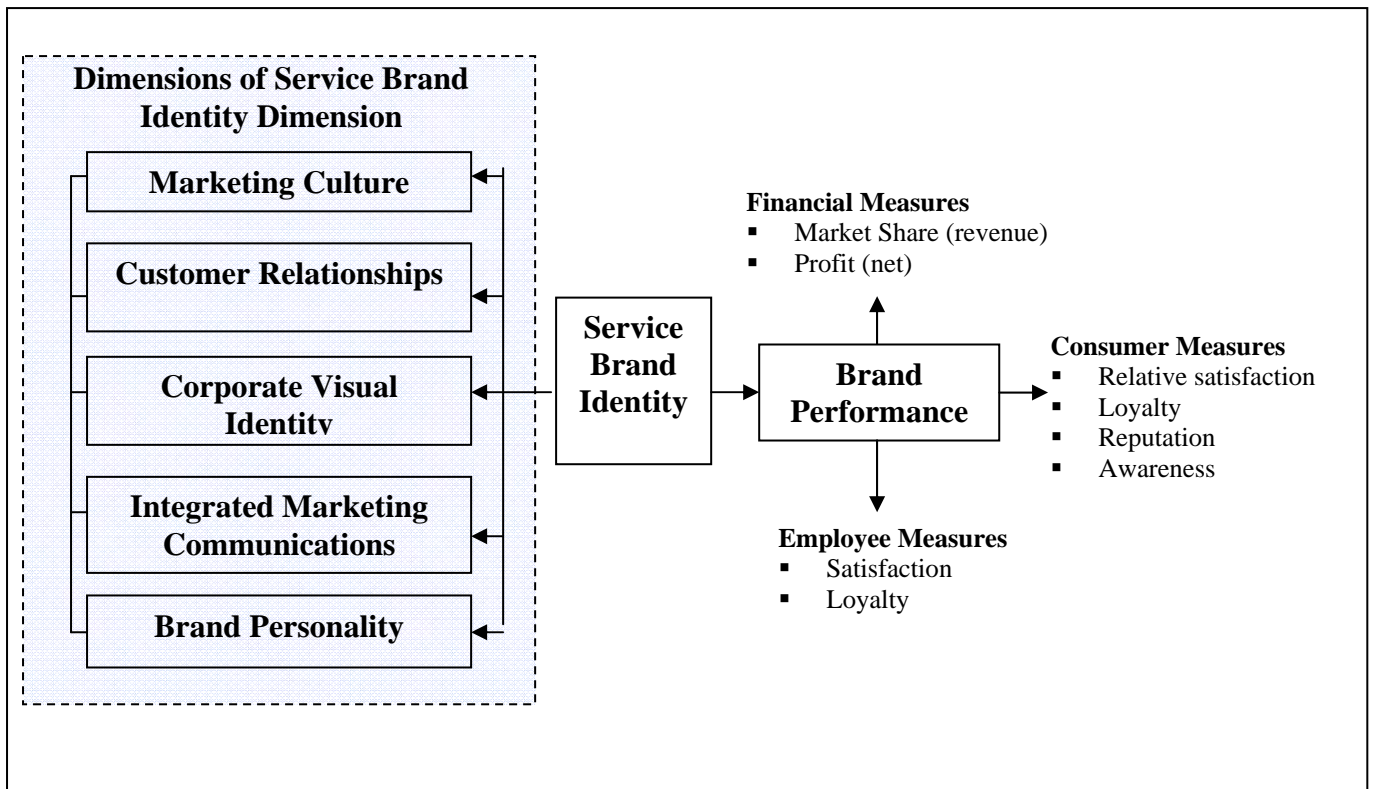 Dimensions of Service Brand
Identity Dimension
Marketing Culture
Customer Relationships
Corporate Visual
Identity
Integrated Marketing
Communications
Brand Personality
Service
Brand
Identity
Brand
Performance
Financial Measures
▪ Market Share (revenue)
▪ Profit (net)
Consumer Measures
▪ Relative satisfaction
▪ Loyalty
▪ Reputation
▪ Awareness
Employee Measures
▪ Satisfaction
▪ Loyalty